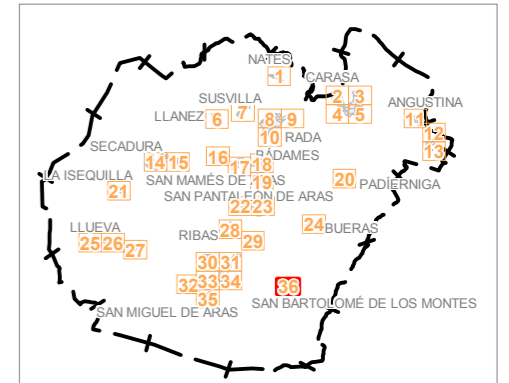 NATES
1
CARASA
2 3
SUSVILLA
ANGUSTINA
LLANEZ
6 7 8 9 4 5 11
10 RADA
12
SECADURA
13
14 15 16 BÁDAMES
17 18
LA ISEQUILLA
SAN MAMÉS DE ARAS
19
20 PADÍERNIGA
21
SAN PANTALEÓN DE ARAS
22 23
LLUEVA
RIBAS 28
24 BUERAS
25 26 27
29
30 31
32 33 34
36
35
SAN BARTOLOMÉ DE LOS MONTES
SAN MIGUEL DE ARAS